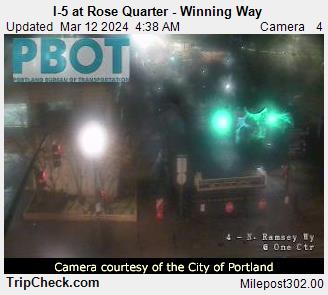 I-5 at Rose Quarter - Winning Way
Updated Mar 12 2024 4:38 AM Camera 4
PBOT
PORTLAND BUREAU OF TRANSPORTATION
4 - N. Ramsey Wy
@ One Ctr
Camera courtesy of the City of Portland
TripCheck.com Milepost302.00